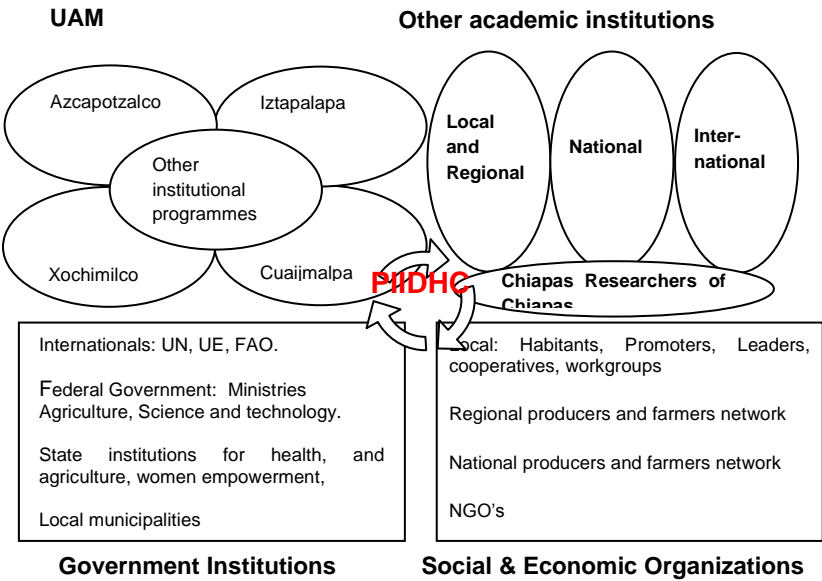 UAM
Other academic institutions
Azcapotzalco
Iztapalapa
Other
institutional
programmes
Xochimilco
Cuajimalpa
Local
and
Regional
National
Inter-
national
PIIDHC
Chiapas Researchers of
Chiapas
Internationals: UN, UE, FAO.
Federal Government: Ministries
Agriculture, Science and technology.
State institutions for health, and
agriculture, women empowerment,
Local municipalities
Local: Habitants, Promoters, Leaders,
cooperatives, workgroups
Regional producers and farmers network
National producers and farmers network
NGO’s
Government Institutions
Social & Economic Organizations